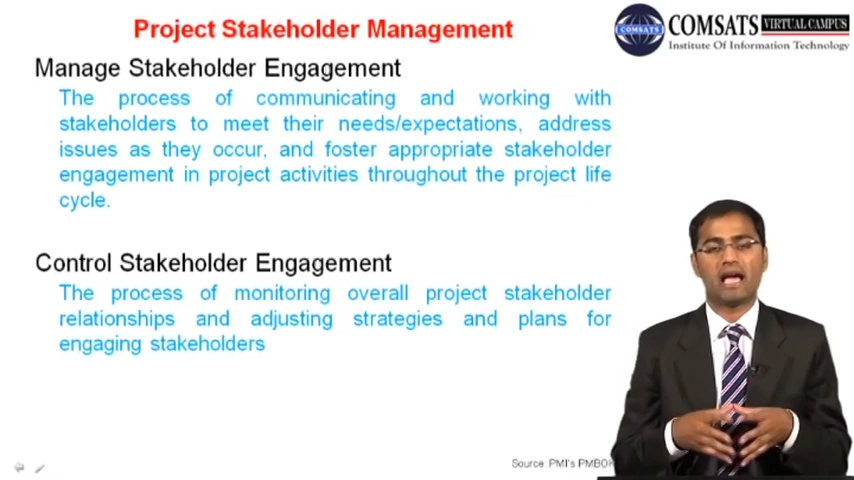 Project Stakeholder Management
COMSATS
COMSATS VIRTUAL CAMPUS
Institute Of Information Technology
Manage Stakeholder Engagement
The process of communicating and working with
stakeholders to meet their needs/expectations, address
issues as they occur, and foster appropriate stakeholder
engagement in project activities throughout the project life
cycle.
Control Stakeholder Engagement
The process of monitoring overall project stakeholder
relationships and adjusting strategies and plans for
engaging stakeholders
Source: PMI's